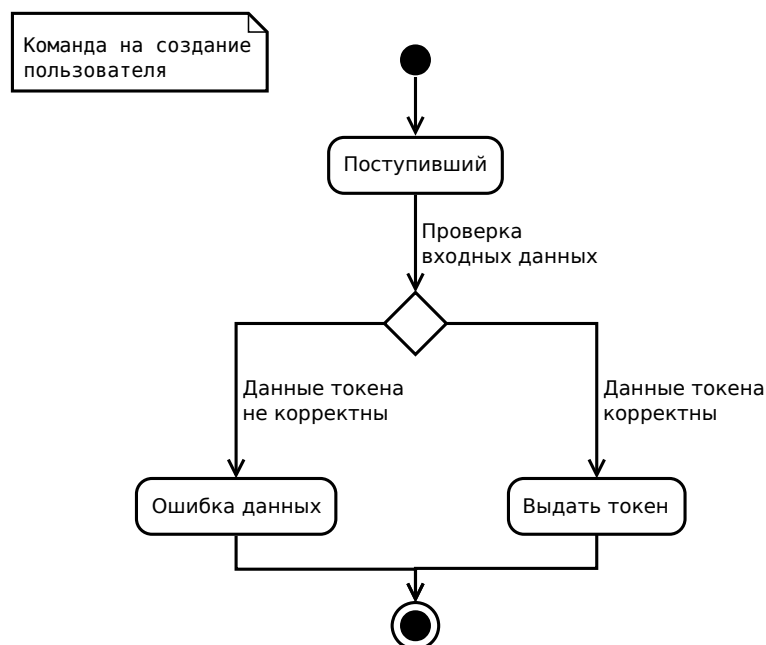 Команда на создание
пользователя
Поступивший
Проверка
входных данных
Данные токена
не корректны
Данные токена
корректны
Ошибка данных
Выдать токен